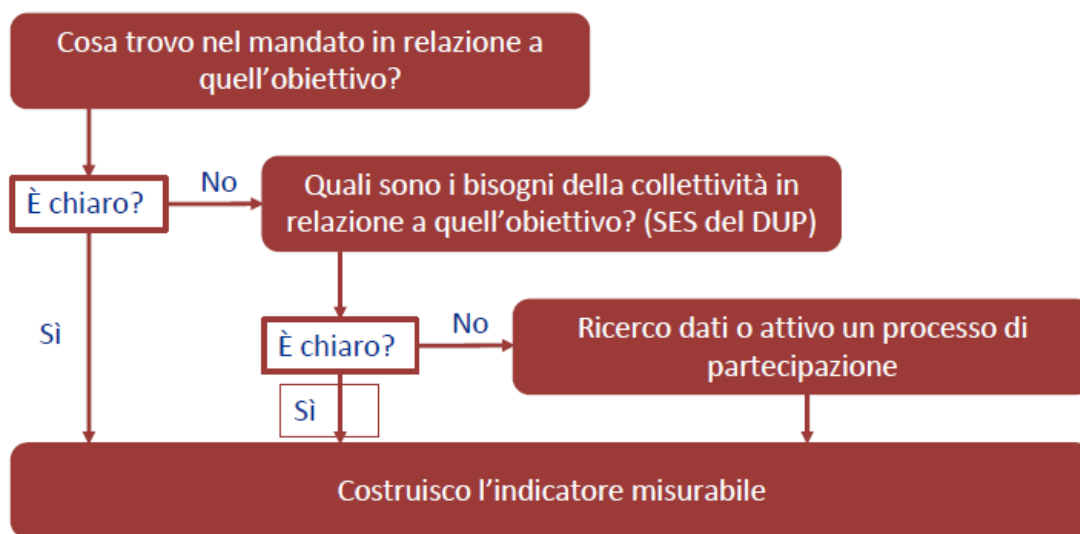 Cosa trovo nel mandato in relazione a
quell'obiettivo?
È chiaro?
No
Quali sono i bisogni della collettività in
relazione a quell'obiettivo? (SES del DUP)
Sì
È chiaro?
No
Ricerco dati o attivo un processo di
partecipazione
Sì
Costruisco l'indicatore misurabile